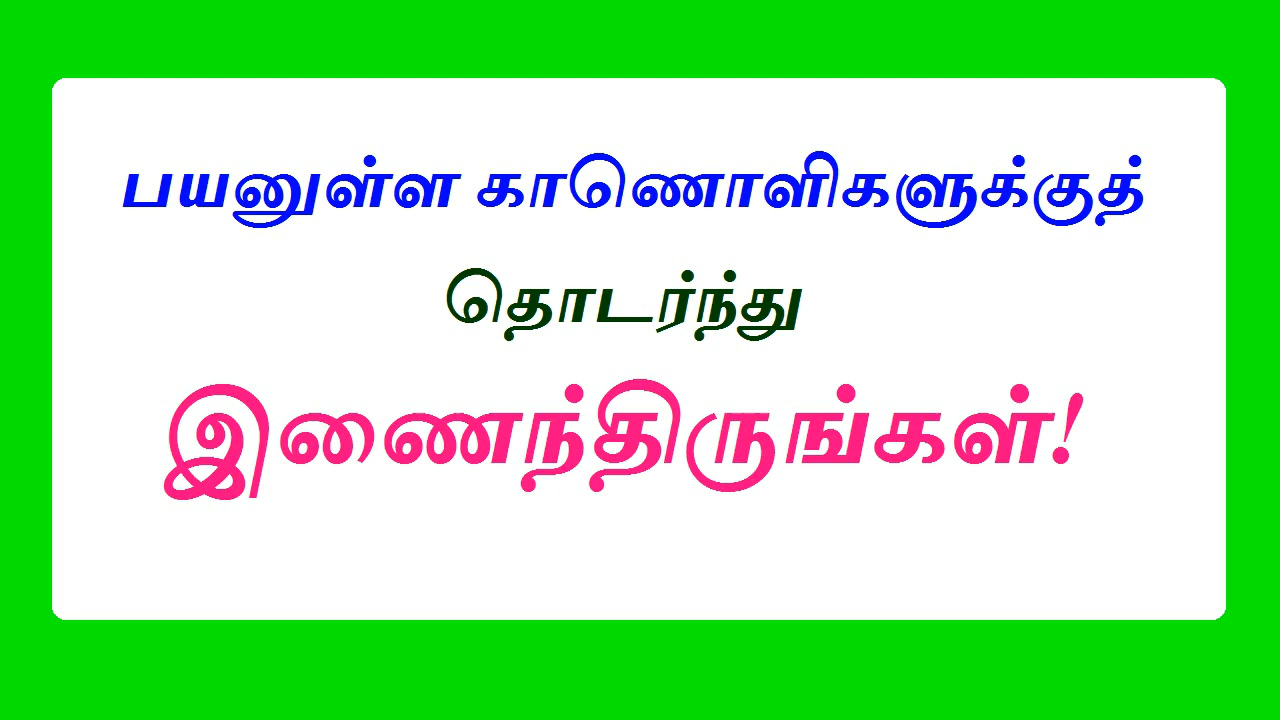 பயனுள்ள காணொளிகளுக்குத்
தொடர்ந்து
இணைந்திருங்கள்!